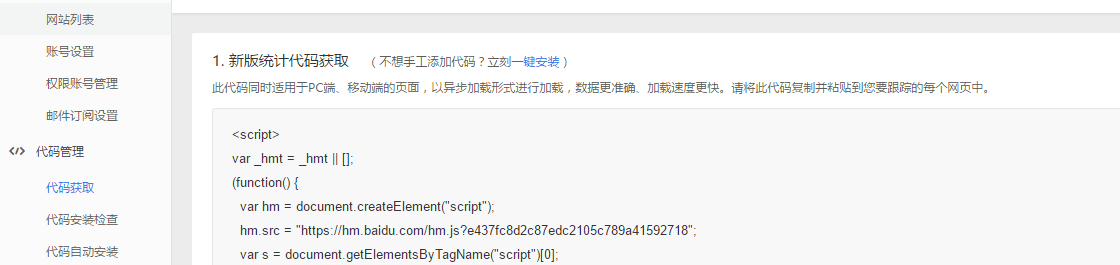 网站列表
账号设置
权限账号管理
邮件订阅设置
代码管理
代码获取
代码安装检查
代码自动安装
1. 新版统计代码获取 （ 不想手工添加代码？立刻一键安装 ）
此代码同时适用于PC端、移动端的页面，以异步加载形式进行加载，数据更准确、加载速度更快。请将此代码复制并粘贴到您要跟踪的每个网页中。
<script>
var _hmt = _hmt || [];
(function() {
var hm = document.createElement("script");
hm.src = "https://hm.baidu.com/hm.js?e437fc8d2c87edc2105c789a41592718";
var s = document.getElementsByTagName("script")[0];